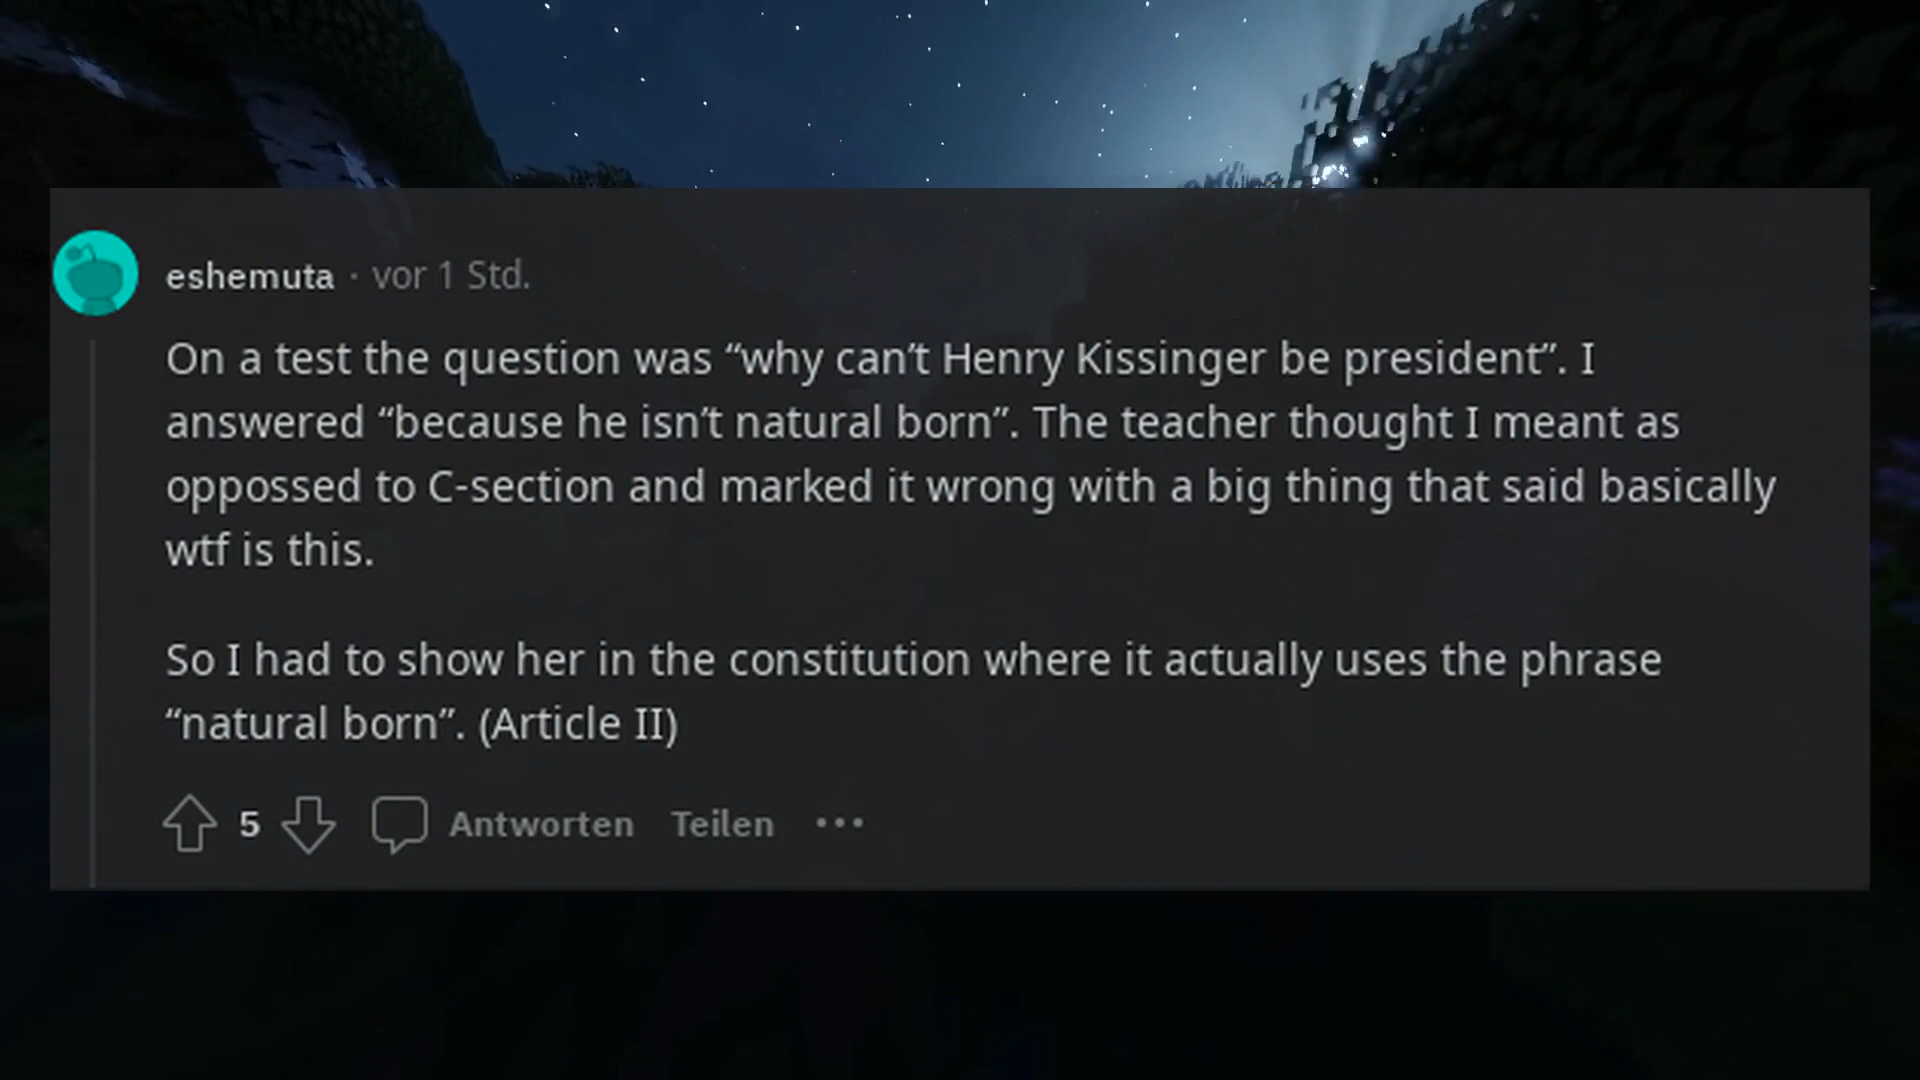 eshemuta · vor 1 Std.
On a test the question was “why can’t Henry Kissinger be president”. I
answered “because he isn’t natural born”. The teacher thought I meant as
oppossed to C-section and marked it wrong with a big thing that said basically
wtf is this.
So I had to show her in the constitution where it actually uses the phrase
“natural born”. (Article II)
5 Antworten Teilen •••